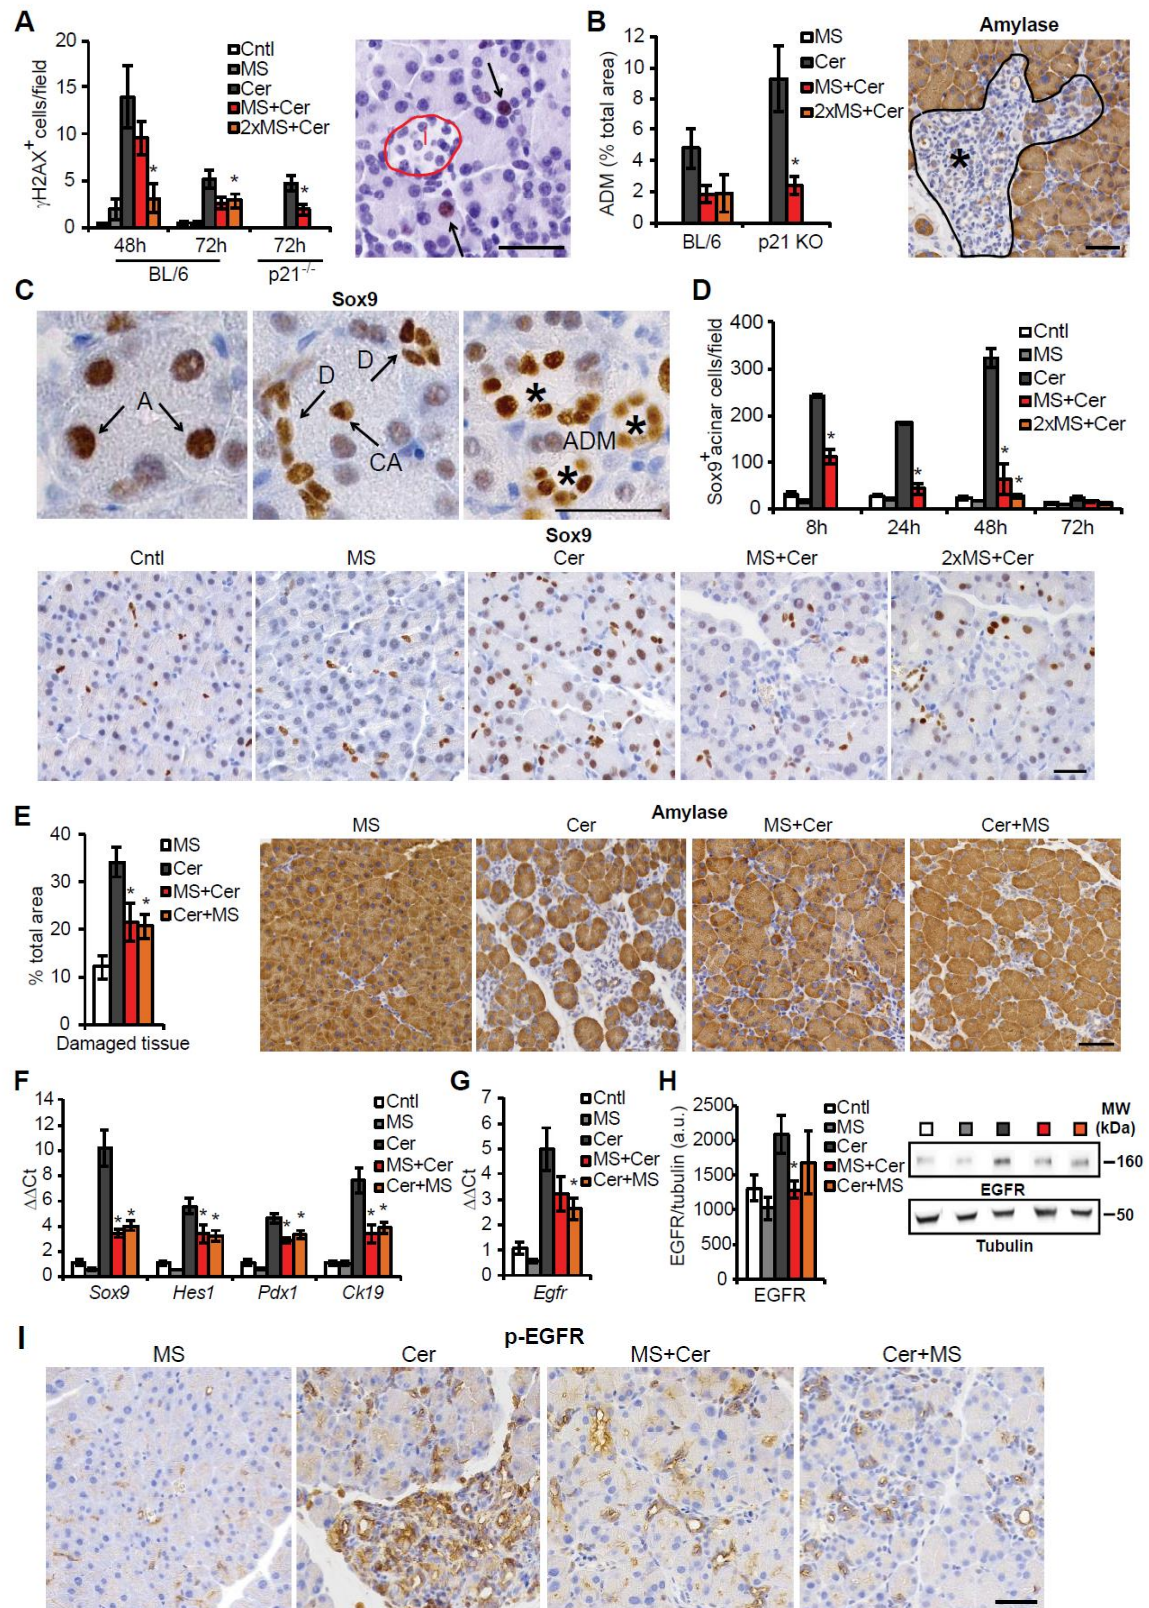 A
γH2AX+ cells/field
20
15
10
5
0
Cntl
MS
Cer
MS+Cer
2xMS+Cer
*
*
*
48h
72h
72h
BL/6
p21-/-
I
B
ADM (% total area)
12
10
8
6
4
2
0
MS
Cer
MS+Cer
2xMS+Cer
*
BL/6
p21 KO
Amylase
*
C
Sox9
A
D
D
CA
*
*
ADM
*
D
Sox9+acinar cells/field
400
300
200
100
0
Cntl
MS
Cer
MS+Cer
2xMS+Cer
*
*
*
*
8h
24h
48h
72h
Sox9
Cntl
MS
Cer
MS+Cer
2xMS+Cer
E
% total area
40
30
20
10
0
MS
Cer
MS+Cer
Cer+MS
*
*
Damaged tissue
Amylase
MS
Cer
MS+Cer
Cer+MS
F
ΔΔCt
14
12
10
8
6
4
2
0
Cntl
MS
Cer
MS+Cer
Cer+MS
* *
* *
* *
* *
Sox9
Hes1
Pdx1
Ck19
G
ΔΔCt
7
6
5
4
3
2
1
0
Cntl
MS
Cer
MS+Cer
Cer+MS
*
Egfr
H
EGFR/tubulin (a.u.)
2500
2000
1500
1000
500
0
Cntl
MS
Cer
MS+Cer
Cer+MS
*
EGFR
MW
(kDa)
160
EGFR
50
Tubulin
I
p-EGFR
MS
Cer
MS+Cer
Cer+MS